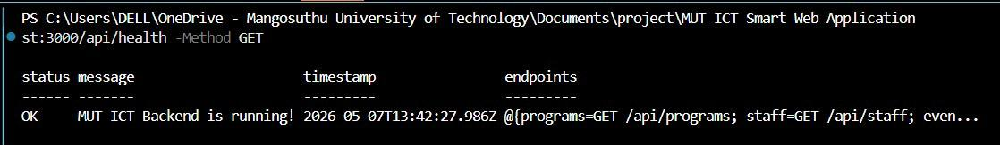 PS C:\Users\DELL\OneDrive - Mangosuthu University of Technology\Documents\project\MUT ICT Smart Web Application
st:3000/api/health -Method GET
status message timestamp endpoints
------ ------- --------- ---------
OK MUT ICT Backend is running! 2026-05-07T13:42:27.986Z @{programs=GET /api/programs; staff=GET /api/staff; even...